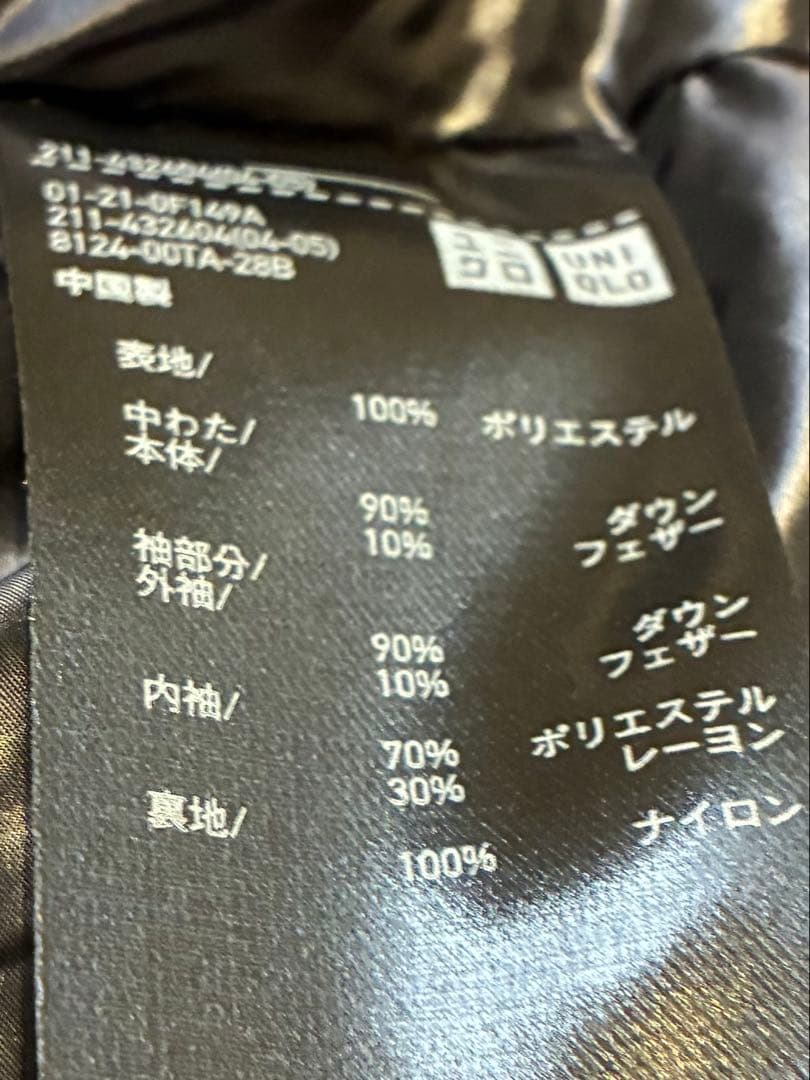 01-21-0F149A
211-432404(04-05)
8124-00TA-28B
中国製
ユニ
クロ
UNI
QLO
表地/
100% ポリエステル
中わた/
本体/
90% ダウン
10% フェザー
袖部分/
外袖/
90% ダウン
10% フェザー
内袖/
70% ポリエステル
30% レーヨン
裏地/
100% ナイロン